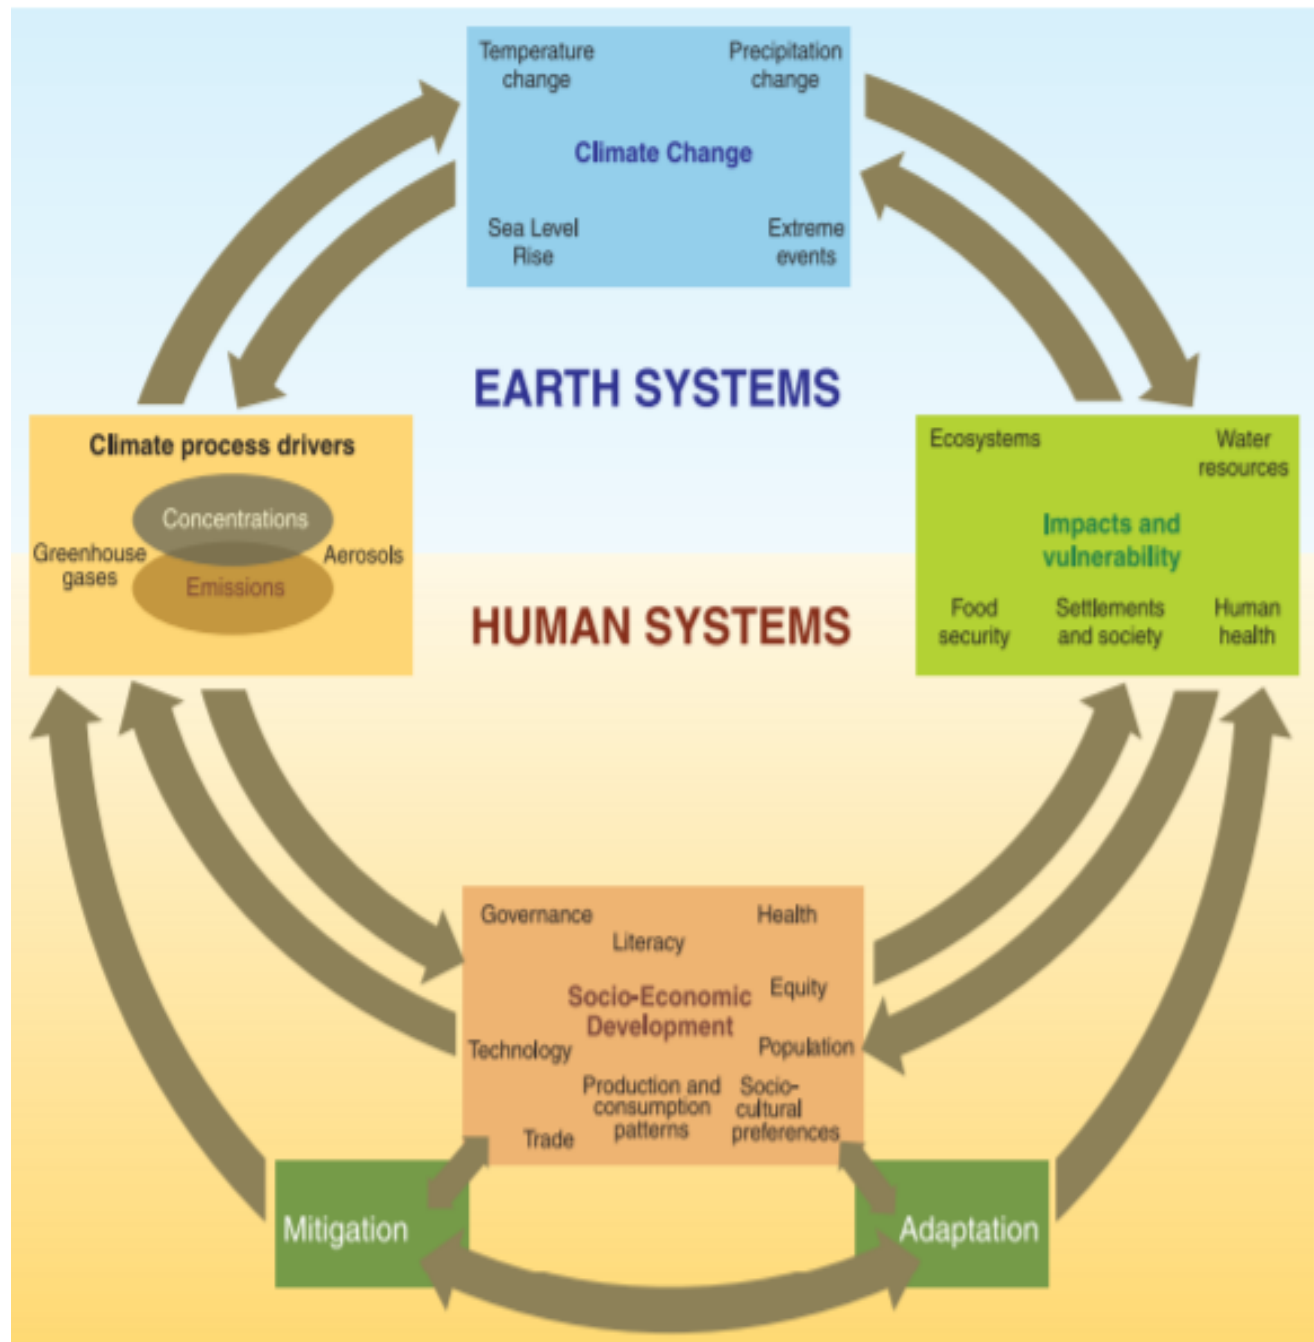 Temperature
change
Precipitation
change
Climate Change
Sea Level
Rise
Extreme
events
EARTH SYSTEMS
Climate process drivers
Concentrations
Greenhouse
gases
Aerosols
Emissions
Ecosystems
Water
resources
Impacts and
vulnerability
Food
security
Settlements
and society
Human
health
HUMAN SYSTEMS
Governance
Literacy
Health
Socio-Economic
Development
Equity
Technology
Population
Production and
consumption
patterns
Socio-
cultural
preferences
Trade
Mitigation
Adaptation